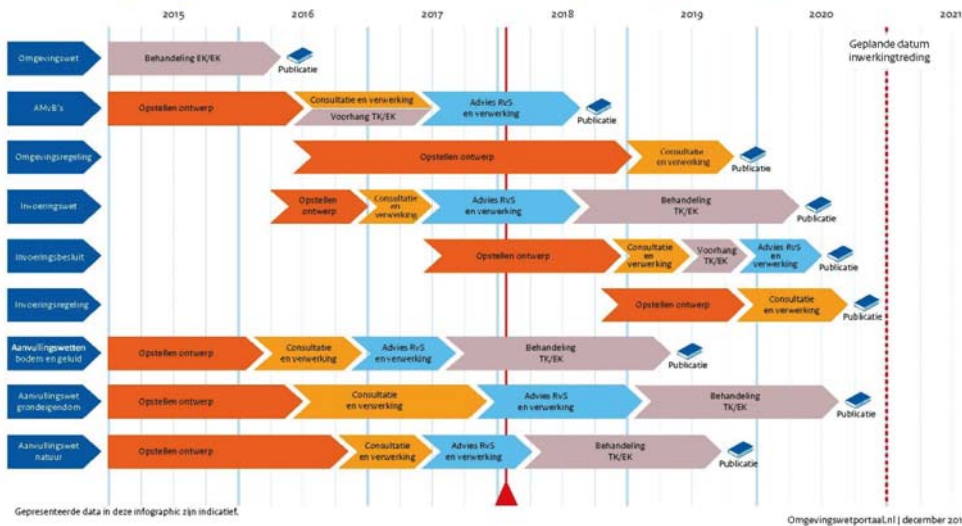 2015 2016 2017 2018 2019 2020 2021
Geplande datum
inwerkingtreding
Omgevingswet
Behandeling EK/EK
Publicatie
AMvB's
Opstellen ontwerp
Consultatie en verwerking
Voorhang TK/EK
Advies RvS
en verwerking
Publicatie
Omgevingsregeling
Opstellen ontwerp
Consultatie
en verwerking
Publicatie
Invoeringswet
Opstellen
ontwerp
Consultatie
en
verwerking
Advies RvS
en verwerking
Behandeling
TK/EK
Publicatie
Invoeringsbesluit
Opstellen ontwerp
Consultatie
en
verwerking
Voorhang
TK/EK
Advies RvS
en
verwerking
Publicatie
Invoeringsregeling
Opstellen ontwerp
Consultatie
en verwerking
Publicatie
Aanvullingswetten
bodem en geluid
Opstellen ontwerp
Consultatie
en verwerking
Advies RvS
en verwerking
Behandeling
TK/EK
Publicatie
Aanvullingswet
grondeigendom
Opstellen ontwerp
Consultatie
en verwerking
Advies RvS
en verwerking
Behandeling
TK/EK
Publicatie
Aanvullingswet
natuur
Opstellen ontwerp
Consultatie
en verwerking
Advies RvS
en verwerking
Behandeling
TK/EK
Publicatie
Gepresenteerde data in deze infographic zijn indicatief.
Omgevingswetportaal.nl | december 201